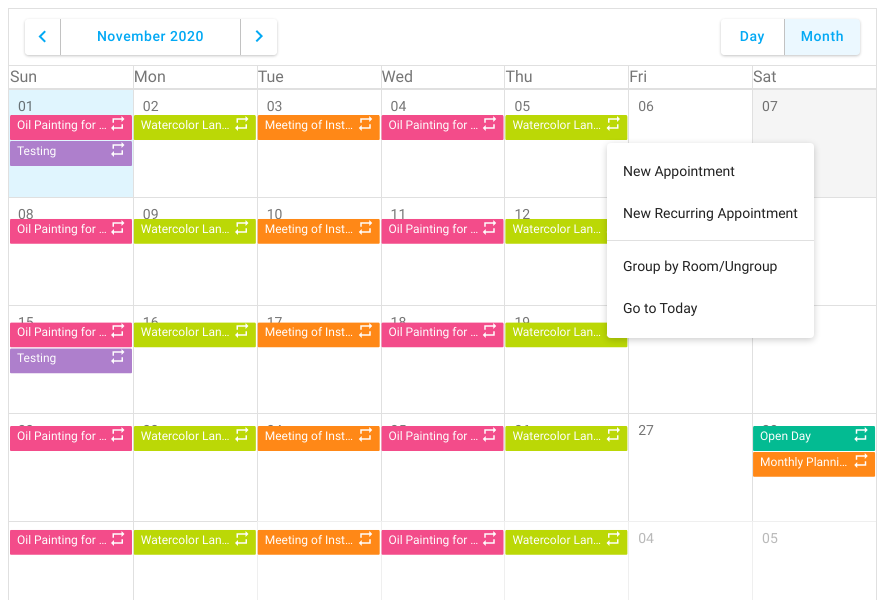 November 2020
Day Month
Sun Mon Tue Wed Thu Fri Sat
01 02 03 04 05 06 07
Oil Painting for ... Watercolor Lan... Meeting of Inst... Oil Painting for ... Watercolor Lan...
Testing
New Appointment
New Recurring Appointment
08 09 10 11 12
Oil Painting for ... Watercolor Lan... Meeting of Inst... Oil Painting for ... Watercolor Lan...
Group by Room/Ungroup
Go to Today
15 16 17 18 19
Oil Painting for ... Watercolor Lan... Meeting of Inst... Oil Painting for ... Watercolor Lan...
Testing
27
Oil Painting for ... Watercolor Lan... Meeting of Inst... Oil Painting for ... Watercolor Lan... Open Day
Monthly Planni...
04 05
Oil Painting for ... Watercolor Lan... Meeting of Inst... Oil Painting for ... Watercolor Lan...